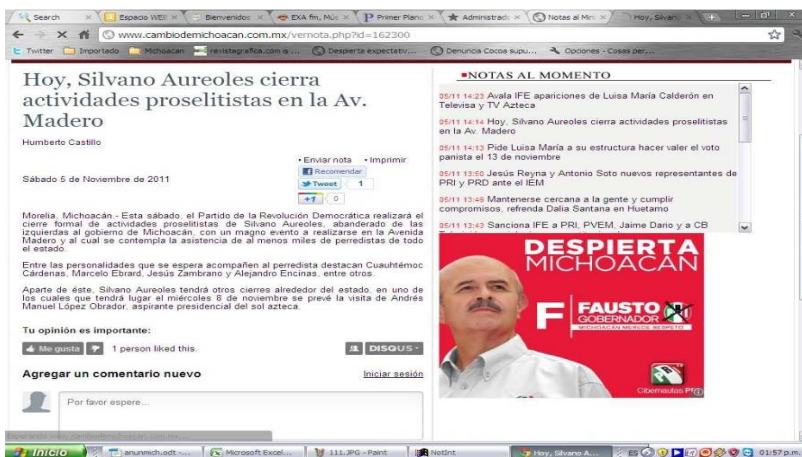 Search
Espacio WEB
Bienvenidos
EXA fm, Mús
Primer Plano
Administrado
Notas al Min
Hoy, Silvan
www.cambiodemichoacan.com.mx/vernota.php?id=162300
Twitter
Importado
Michoacan
revistagrafica.com is ...
Despierta expectativ...
Denuncia Cocoa supu...
Opciones - Cosas per...
Hoy, Silvano Aureoles cierra
actividades proselitistas en la Av.
Madero
Humberto Castillo
• Enviar nota • Imprimir
Recomendar
Sábado 5 de Noviembre de 2011
Tweet 1
+1 0
Morelia, Michoacán.- Esta sábado, el Partido de la Revolución Democrática realizará el
cierre formal de actividades proselitistas de Silvano Aureoles, abanderado de las
izquierdas al gobierno de Michoacán, con un magno evento a realizarse en la Avenida
Madero y al cual se contempla la asistencia de al menos miles de perredistas de todo
el estado.
Entre las personalidades que se espera acompañen al perredista destacan Cuauhtémoc
Cárdenas, Marcelo Ebrard, Jesús Zambrano y Alejandro Encinas, entre otros.
Aparte de éste, Silvano Aureoles tendrá otros cierres alrededor del estado, en uno de
los cuales que tendrá lugar el miércoles 8 de noviembre se prevé la visita de Andrés
Manuel López Obrador, aspirante presidencial del sol azteca.
Tu opinión es importante:
Me gusta
1 person liked this.
DISQUS
Agregar un comentario nuevo
Iniciar sesión
Por favor espere...
NOTAS AL MOMENTO
05/11 14:23 Avala IFE apariciones de Luisa María Calderón en
Televisa y TV Azteca
05/11 14:14 Hoy, Silvano Aureoles cierra actividades proselitistas
en la Av. Madero
05/11 14:13 Pide Luisa María a su estructura hacer valer el voto
panista el 13 de noviembre
05/11 13:50 Jesús Reyna y Antonio Soto nuevos representantes de
PRI y PRD ante el IEM
05/11 13:46 Mantenerse cercana a la gente y cumplir
compromisos, refrenda Dalia Santana en Huetamo
05/11 13:43 Sanciona IFE a PRI, PVEM, Jaime Darío y a CB
DESPIERTA
MICHOACÁN
F
FAUSTO
GOBERNADOR
MICHOACÁN MERECE RESPETO
Cibernautas PRI
Inicio
anunmich.odt - ...
Microsoft Excel...
111.JPG - Paint
NotInt
Hoy, Silvano A...
ES
01:57 p.m.